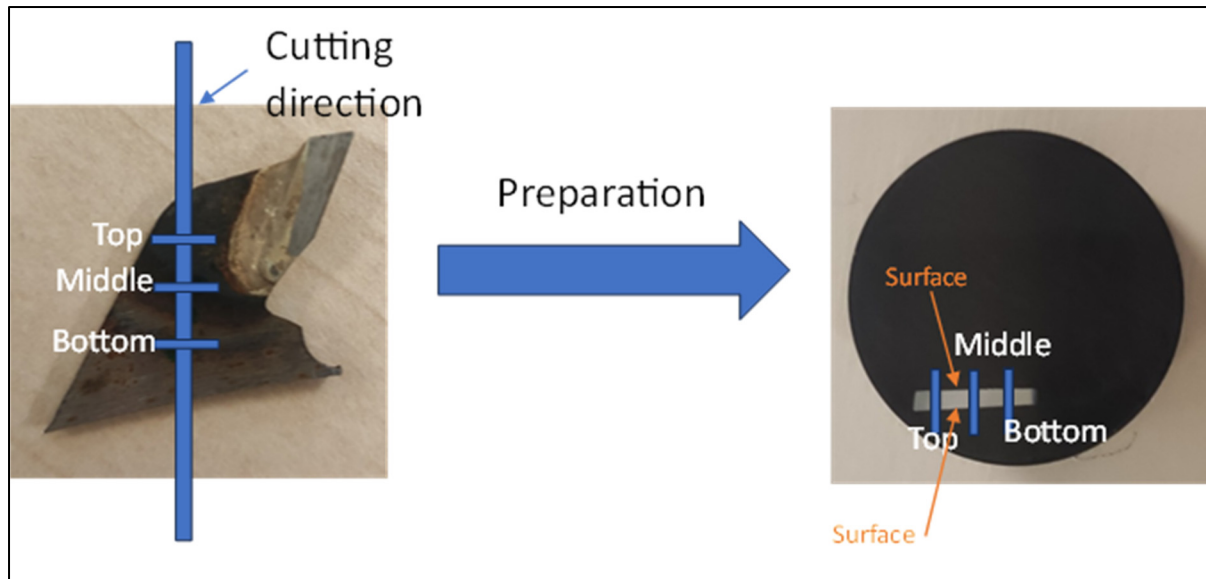 Cutting
direction
Top
Middle
Bottom
Preparation
Surface
Middle
Top
Bottom
Surface